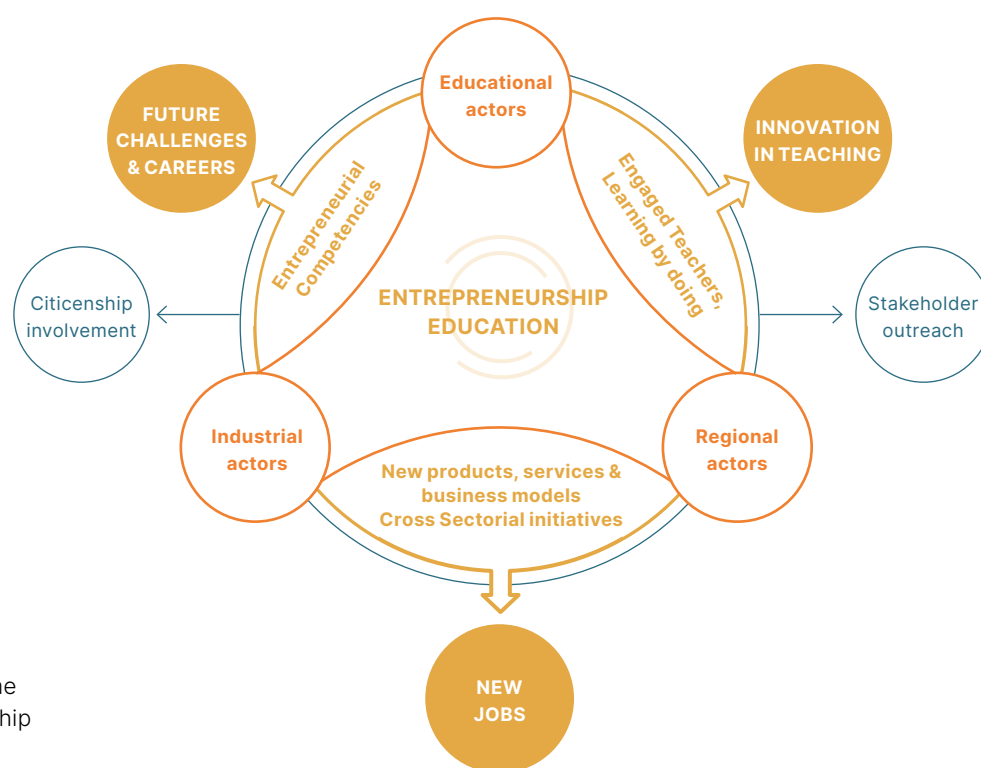 Educational
actors
FUTURE
CHALLENGES
& CAREERS
INNOVATION
IN TEACHING
Entrepreneurial
Competencies
Engaged Teachers,
Learning by doing
Citicenship
involvement
ENTREPRENEURSHIP
EDUCATION
Stakeholder
outreach
Industrial
actors
Regional
actors
New products, services &
business models
Cross Sectorial initiatives
NEW
JOBS